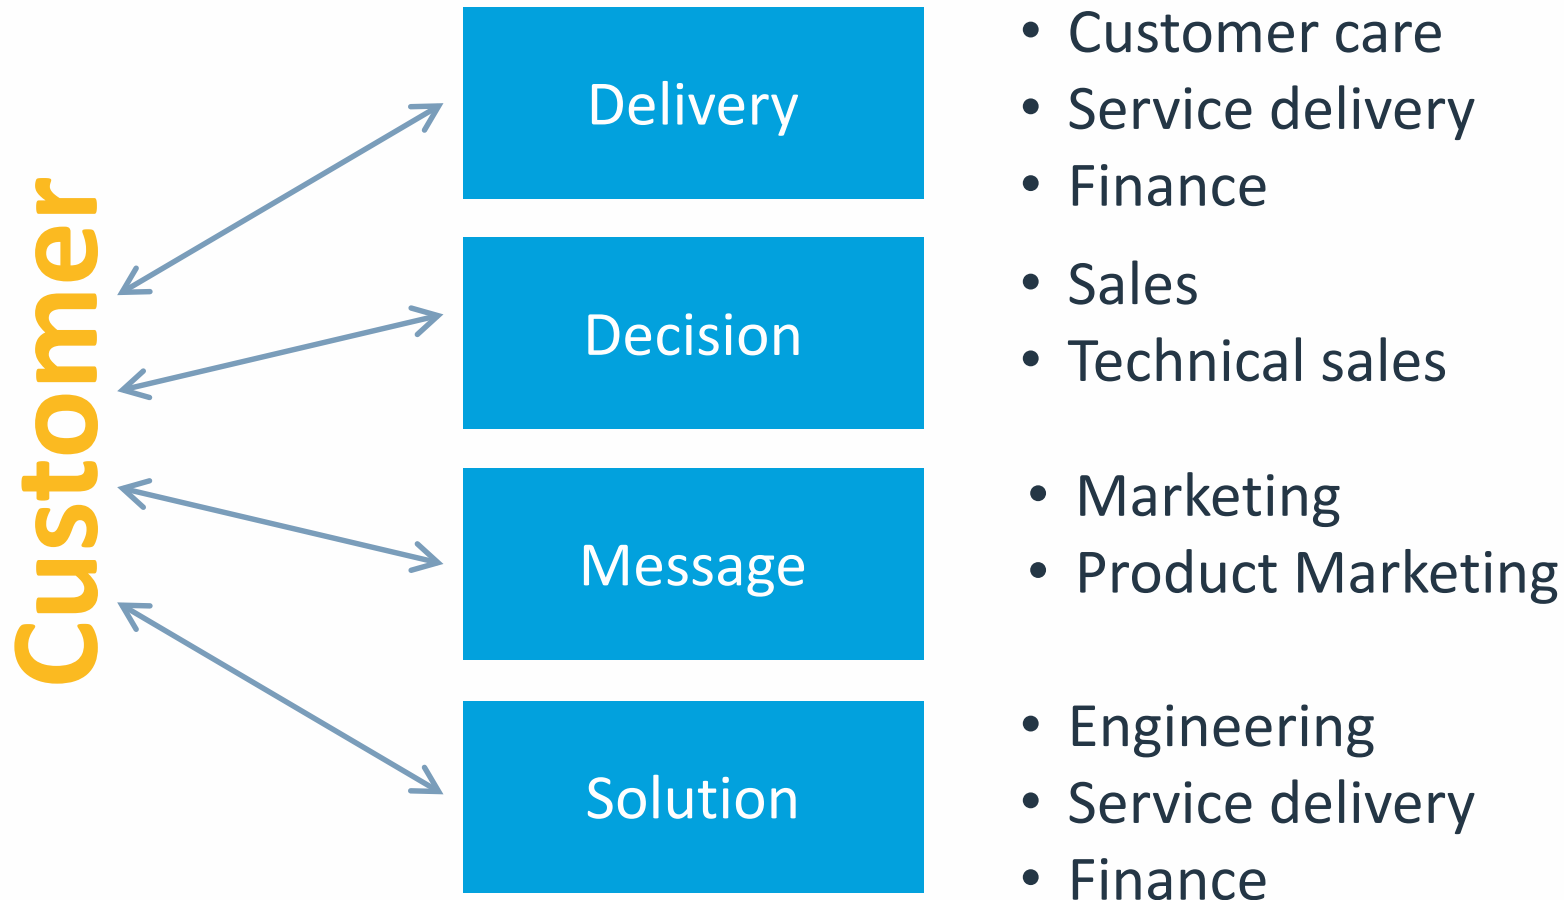 Customer
Delivery
• Customer care
• Service delivery
• Finance
Decision
• Sales
• Technical sales
Message
• Marketing
• Product Marketing
Solution
• Engineering
• Service delivery
• Finance